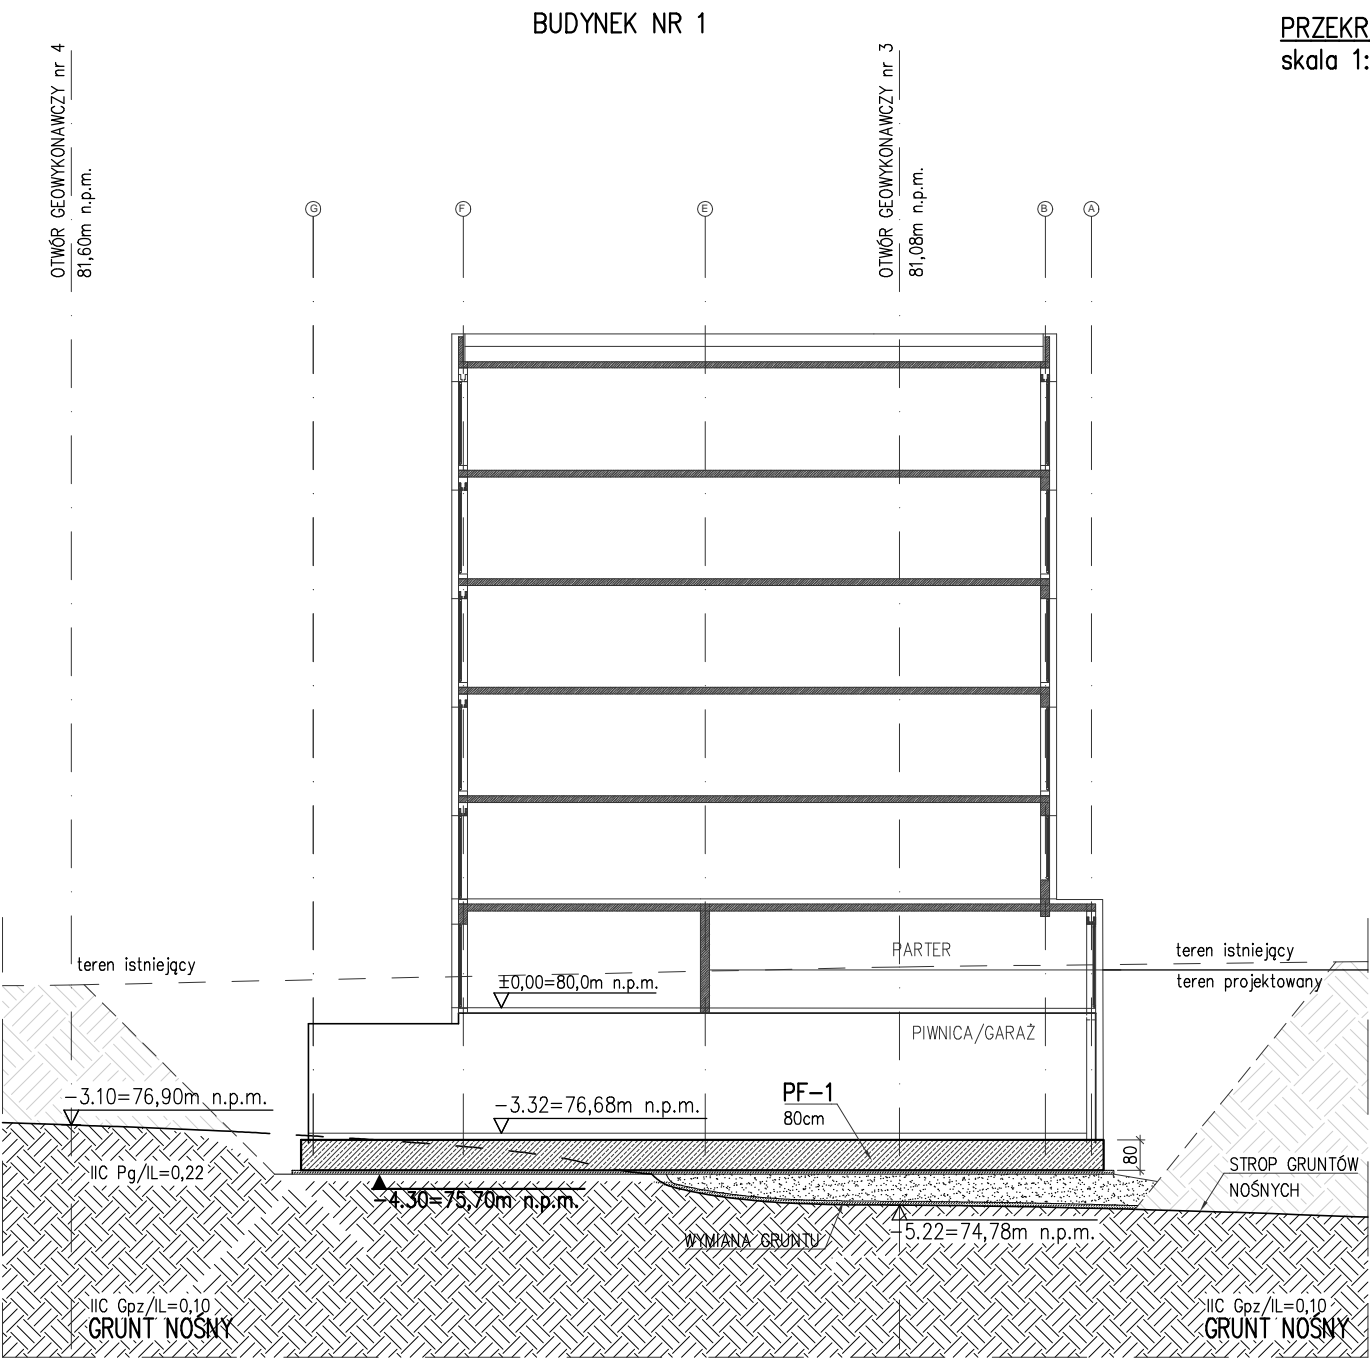 BUDYNEK NR 1
PRZEKR
skala 1:
OTWÓR GEOWYKONAWCZY nr 4
81,60m n.p.m.
OTWÓR GEOWYKONAWCZY nr 3
81,08m n.p.m.
G
F
E
B
A
PARTER
teren istniejący
teren istniejący
teren projektowany
±0,00=80,0m n.p.m.
PIWNICA/GARAŻ
-3.10=76,90m n.p.m.
-3.32=76,68m n.p.m.
PF-1
80cm
80
IIC Pg/IL=0,22
STROP GRUNTÓW
NOŚNYCH
-4.30=75,70m n.p.m.
WYMIANA GRUNTU
-5.22=74,78m n.p.m.
IIC Gpz/IL=0,10
GRUNT NOŚNY
IIC Gpz/IL=0,10
GRUNT NOŚNY